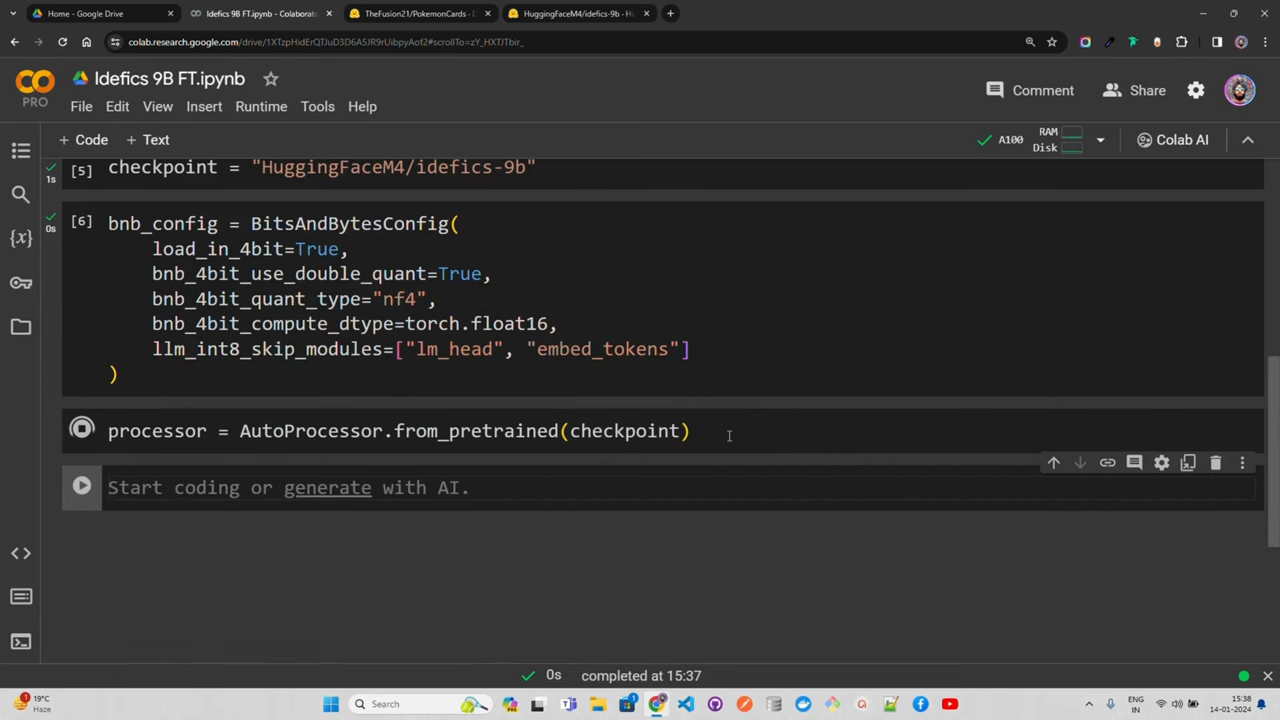 Home - Google Drive
Idefics 9B FT.ipynb - Colaborato
TheFusion21/PokemonCards · D
HuggingFaceM4/idefics-9b · Hu
colab.research.google.com/drive/1XTzpHidErQTJuD3D6A5JR9rUibpyAof2#scrollTo=zY_HXTJTbir_
CO
PRO
Idefics 9B FT.ipynb
File Edit View Insert Runtime Tools Help
Comment
Share
+ Code + Text
A100
RAM
Disk
Colab AI
[5] checkpoint = "HuggingFaceM4/idefics-9b"
1s
[6] bnb_config = BitsAndBytesConfig(
0s
load_in_4bit=True,
bnb_4bit_use_double_quant=True,
bnb_4bit_quant_type="nf4",
bnb_4bit_compute_dtype=torch.float16,
llm_int8_skip_modules=["lm_head", "embed_tokens"]
)
processor = AutoProcessor.from_pretrained(checkpoint)
Start coding or generate with AI.
{x}
0s completed at 15:37
19°C
Haze
Search
ENG
IN
15:38
14-01-2024